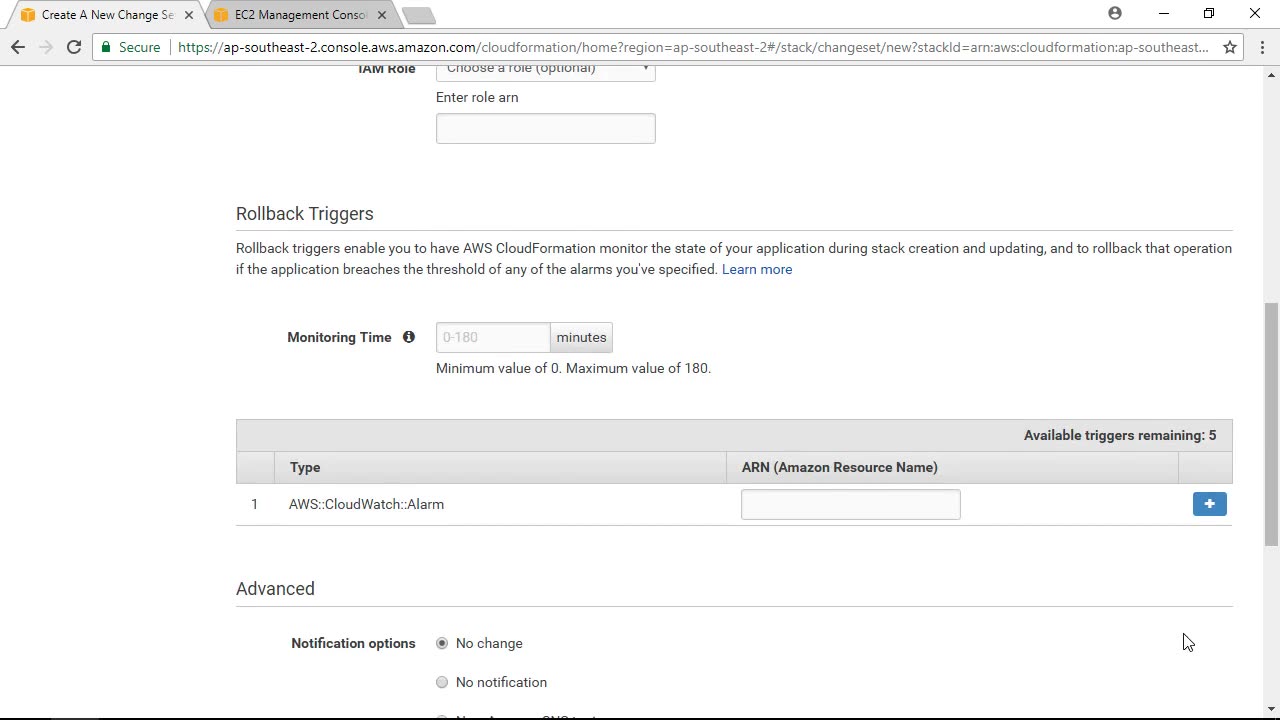 Create A New Change Se
EC2 Management Conso
Secure
https://ap-southeast-2.console.aws.amazon.com/cloudformation/home?region=ap-southeast-2#/stack/changeset/new?stackId=arn:aws:cloudformation:ap-southeast...
IAM Role
Choose a role (optional)
Enter role arn
Rollback Triggers
Rollback triggers enable you to have AWS CloudFormation monitor the state of your application during stack creation and updating, and to rollback that operation
if the application breaches the threshold of any of the alarms you've specified. Learn more
Monitoring Time
0-180
minutes
Minimum value of 0. Maximum value of 180.
Available triggers remaining: 5
Type
ARN (Amazon Resource Name)
1
AWS::CloudWatch::Alarm
Advanced
Notification options
No change
No notification